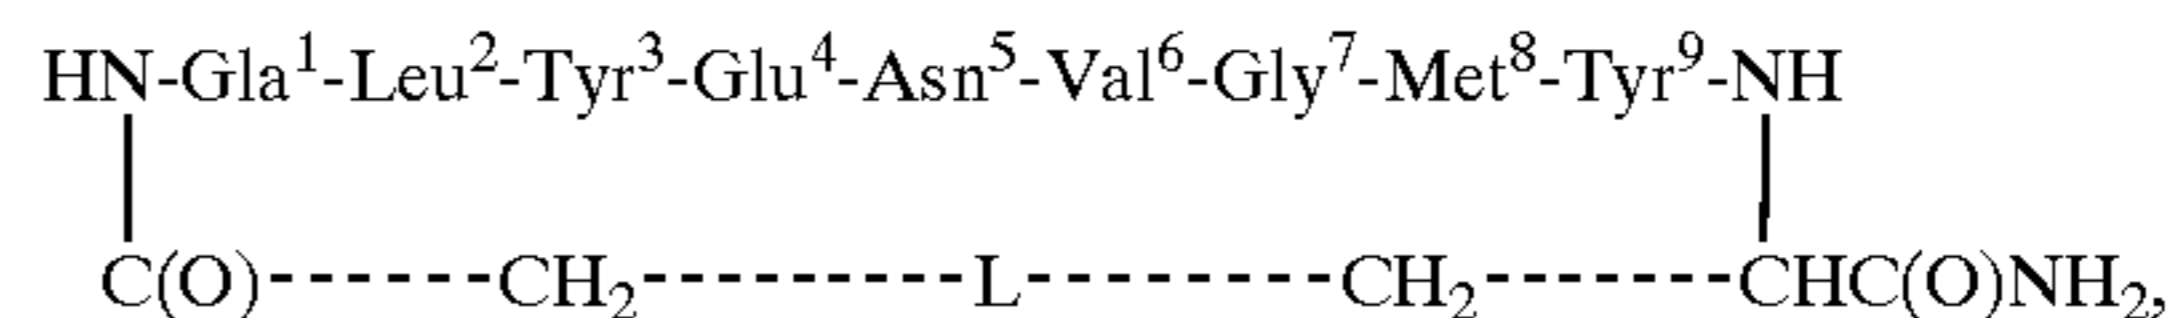 HN-Gla¹-Leu²-Tyr³-Glu⁴-Asn⁵-Val⁶-Gly⁷-Met⁸-Tyr⁹-NH
C(O)------CH₂----------L--------CH₂-------CHC(O)NH₂,